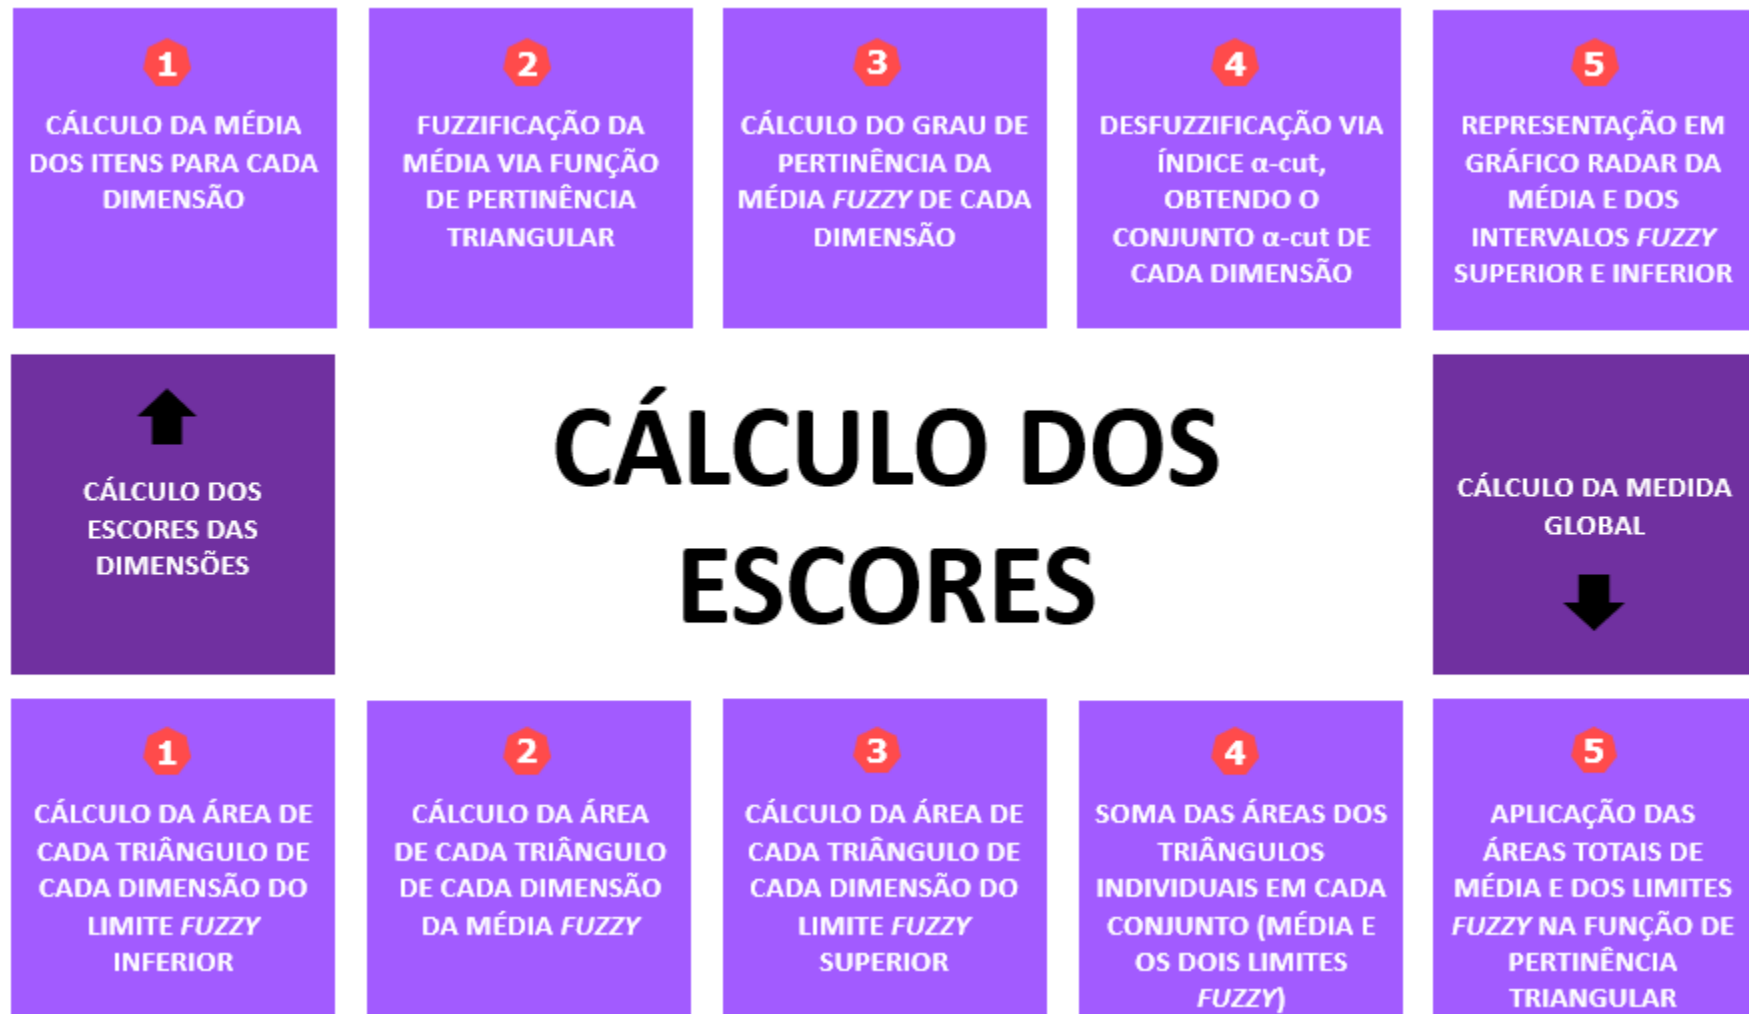 1
CÁLCULO DA MÉDIA
DOS ITENS PARA CADA
DIMENSÃO
2
FUZZIFICAÇÃO DA
MÉDIA VIA FUNÇÃO
DE PERTINÊNCIA
TRIANGULAR
3
CÁLCULO DO GRAU DE
PERTINÊNCIA DA
MÉDIA FUZZY DE CADA
DIMENSÃO
4
DESFUZZIFICAÇÃO VIA
ÍNDICE α-cut,
OBTENDO O
CONJUNTO α-cut DE
CADA DIMENSÃO
5
REPRESENTAÇÃO EM
GRÁFICO RADAR DA
MÉDIA E DOS
INTERVALOS FUZZY
SUPERIOR E INFERIOR
CÁLCULO DOS
ESCORES DAS
DIMENSÕES
CÁLCULO DOS
ESCORES
CÁLCULO DA MEDIDA
GLOBAL
1
CÁLCULO DA ÁREA DE
CADA TRIÂNGULO DE
CADA DIMENSÃO DO
LIMITE FUZZY
INFERIOR
2
CÁLCULO DA ÁREA
DE CADA TRIÂNGULO
DE CADA DIMENSÃO
DA MÉDIA FUZZY
3
CÁLCULO DA ÁREA DE
CADA TRIÂNGULO DE
CADA DIMENSÃO DO
LIMITE FUZZY
SUPERIOR
4
SOMA DAS ÁREAS DOS
TRIÂNGULOS
INDIVIDUAIS EM CADA
CONJUNTO (MÉDIA E
OS DOIS LIMITES
FUZZY)
5
APLICAÇÃO DAS
ÁREAS TOTAIS DE
MÉDIA E DOS LIMITES
FUZZY NA FUNÇÃO DE
PERTINÊNCIA
TRIANGULAR